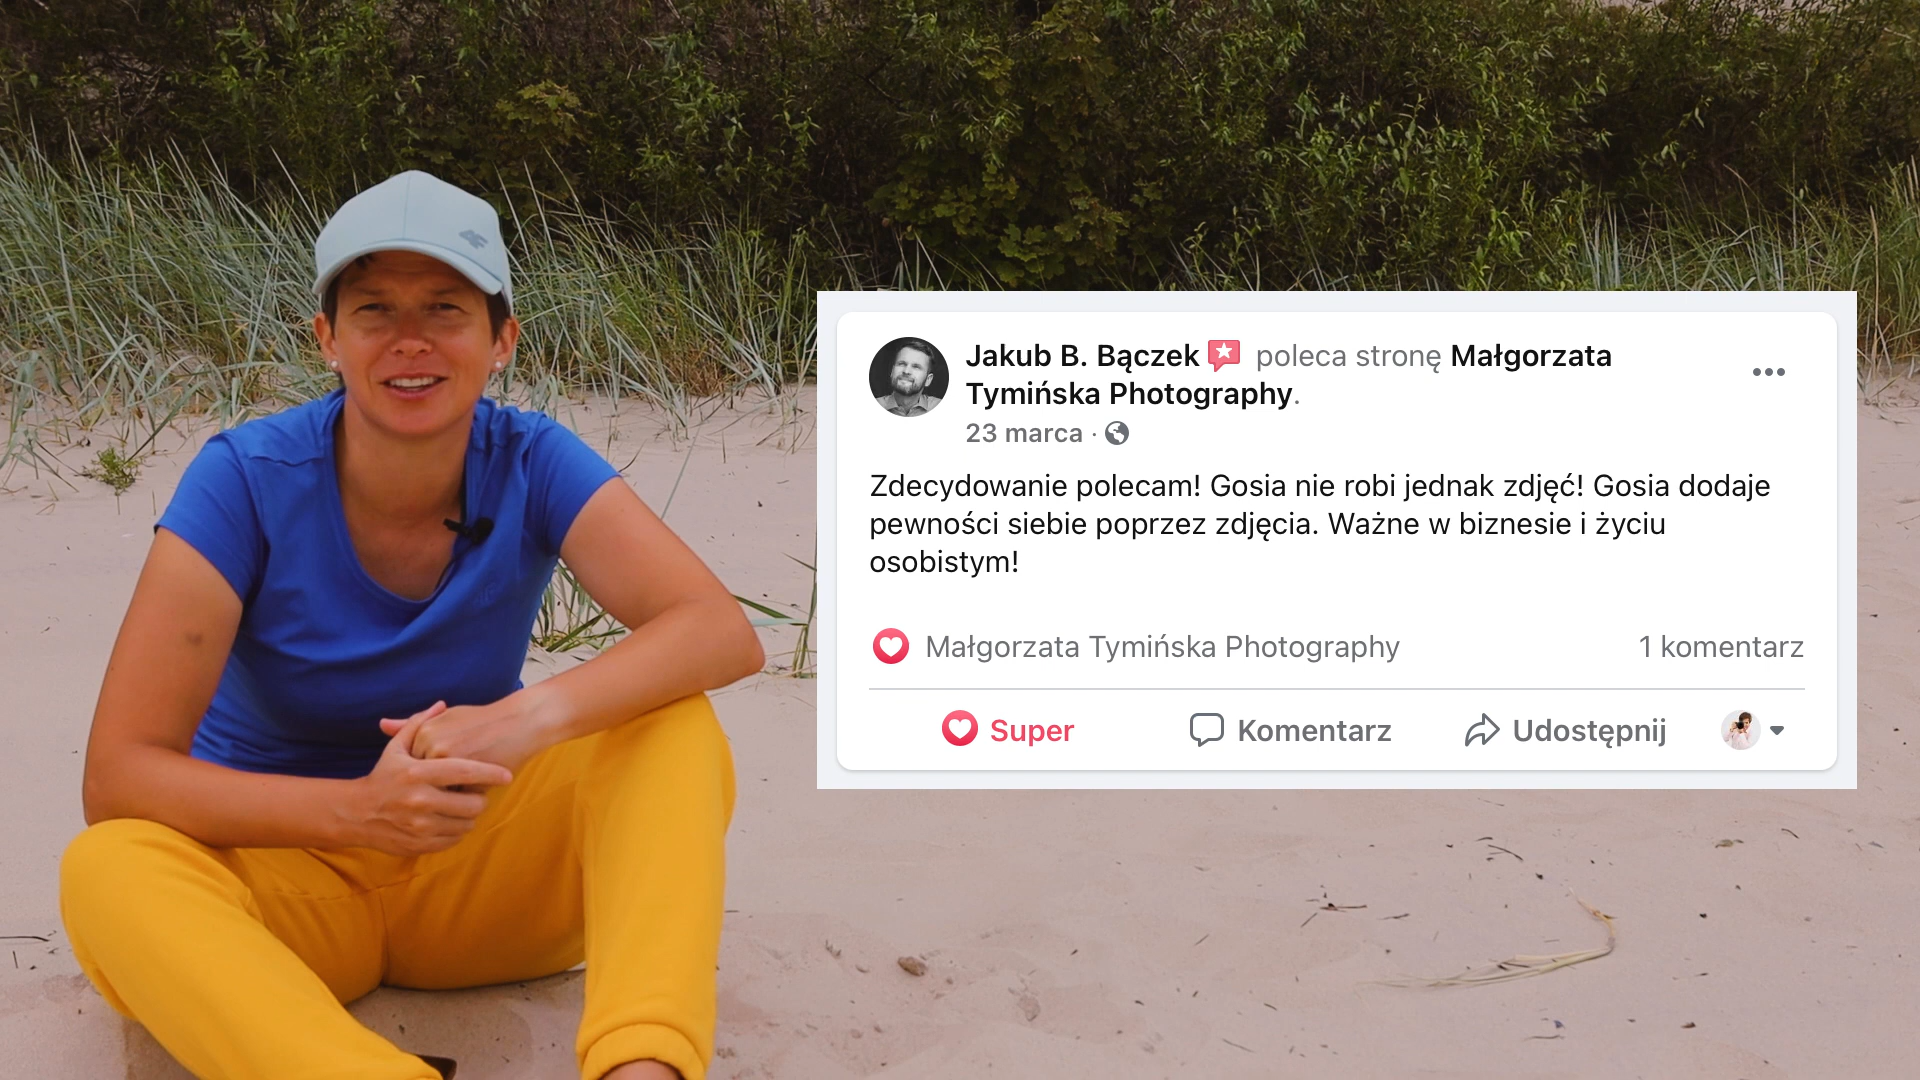 4F
Jakub B. Bączek poleca stronę Małgorzata
Tymińska Photography.
23 marca ·
Zdecydowanie polecam! Gosia nie robi jednak zdjęć! Gosia dodaje
pewności siebie poprzez zdjęcia. Ważne w biznesie i życiu
osobistym!
Małgorzata Tymińska Photography
1 komentarz
Super
Komentarz
Udostępnij